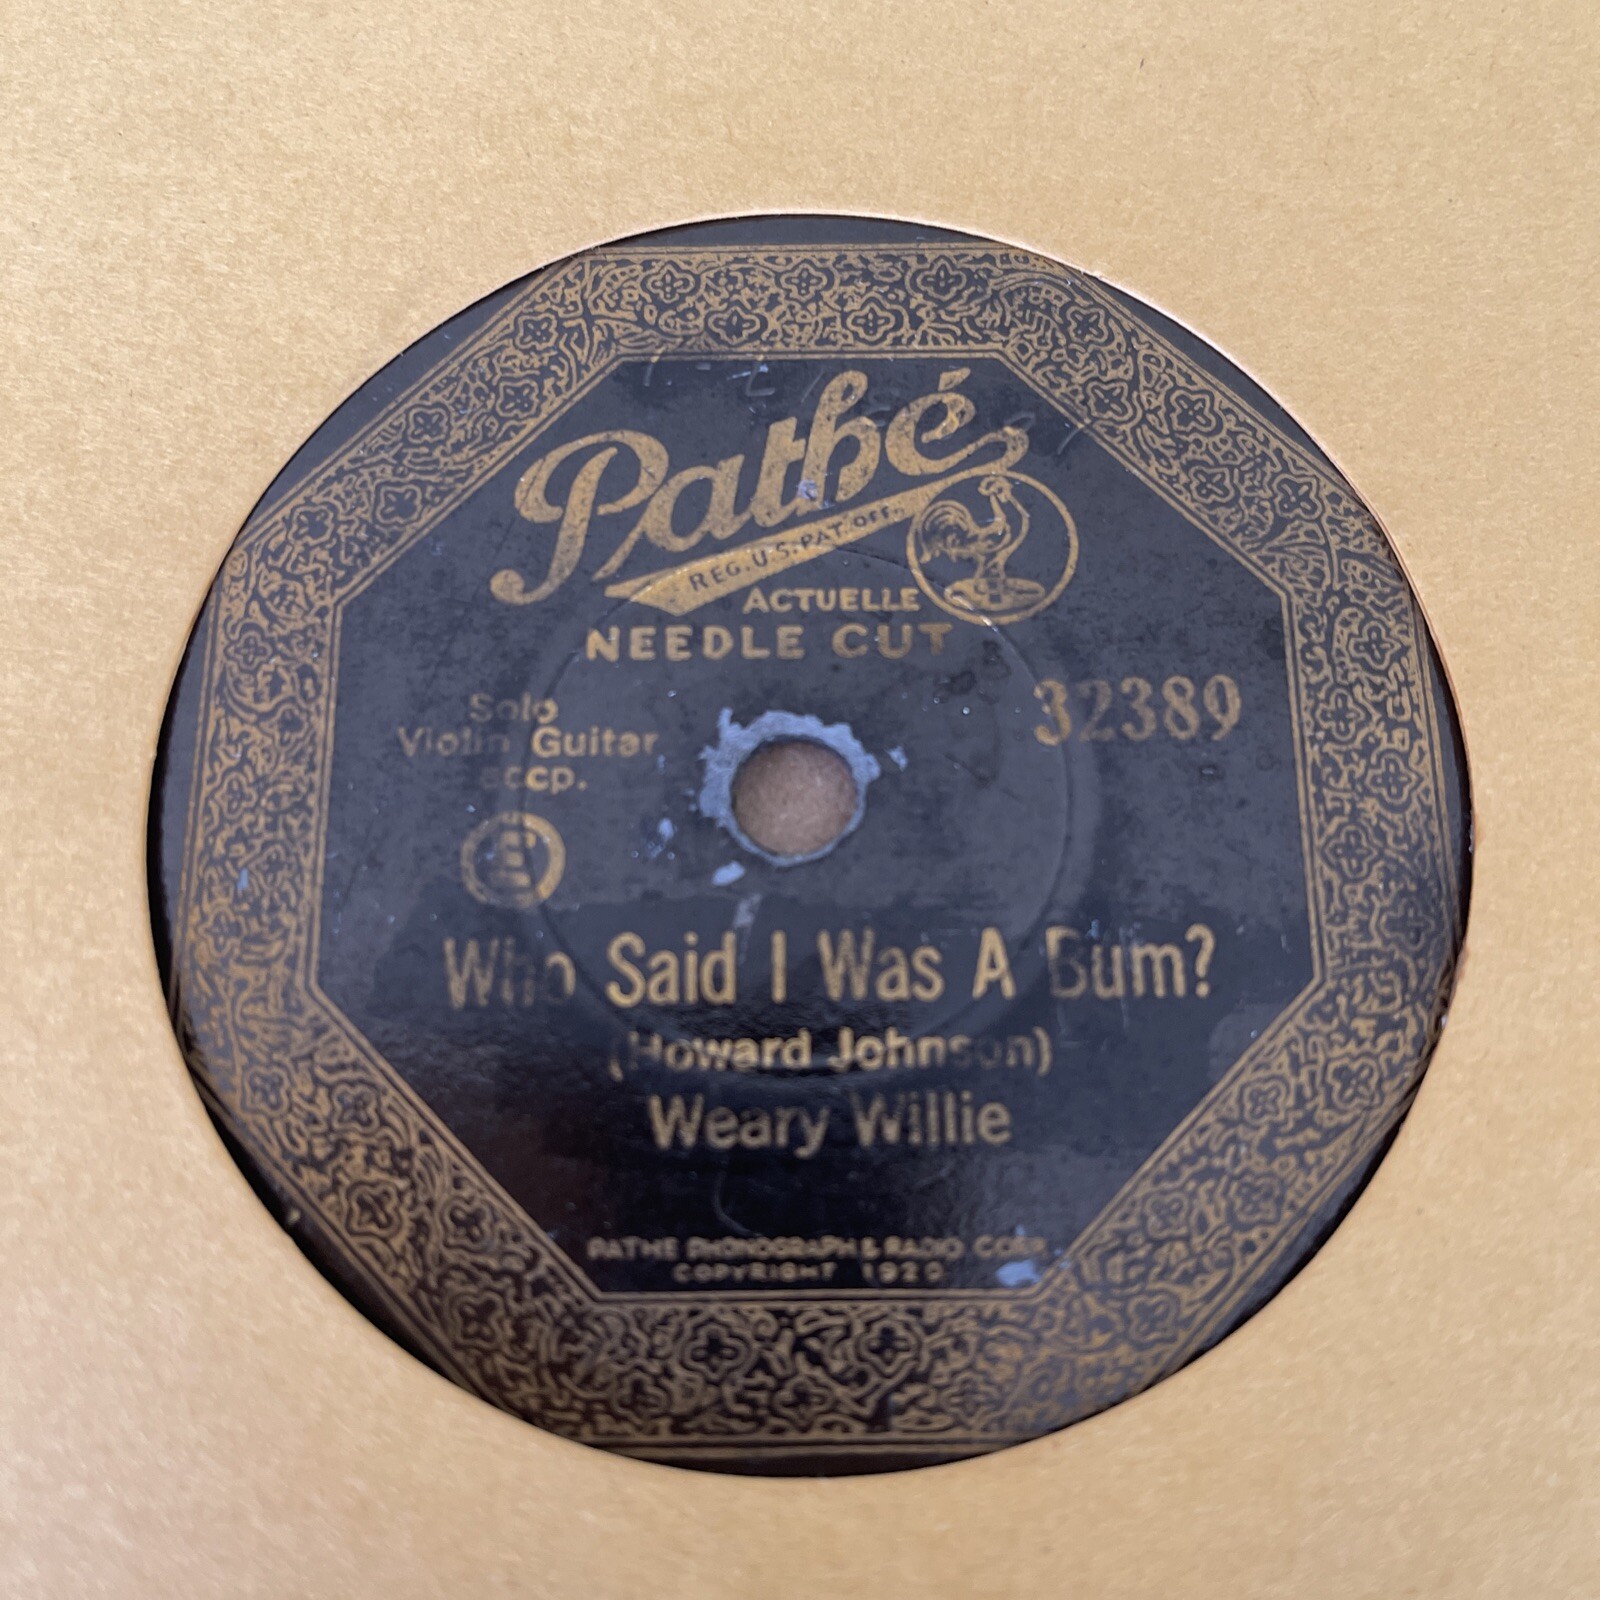 Pathé
REG. U.S. PAT. OFF.
ACTUELLE
NEEDLE CUT
32389
Solo
Violin Guitar
accp.
E
Who Said I Was A Bum?
(Howard Johnson)
Weary Willie
PATHE PHONOGRAPH & RADIO CORP.
COPYRIGHT 1920